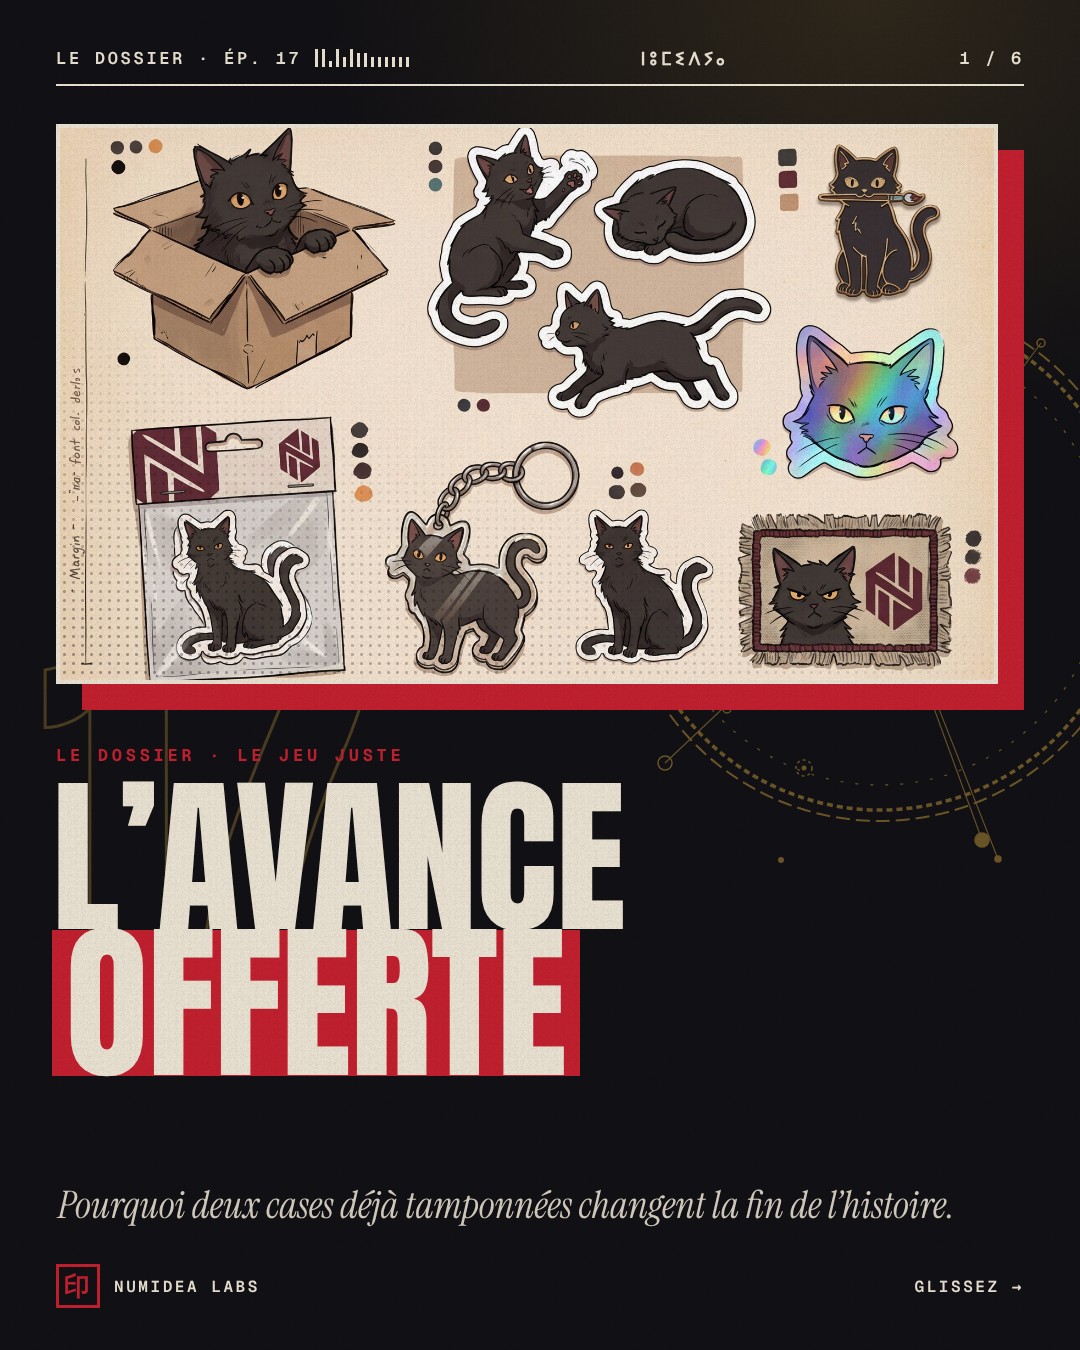 LE DOSSIER · ÉP. 17
ⵏⵓⵎⵉⴷⵢⴰ
1 / 6
LE DOSSIER · LE JEU JUSTE
L’AVANCE
OFFERTE
Pourquoi deux cases déjà tamponnées changent la fin de l’histoire.
NUMIDEA LABS
GLISSEZ →